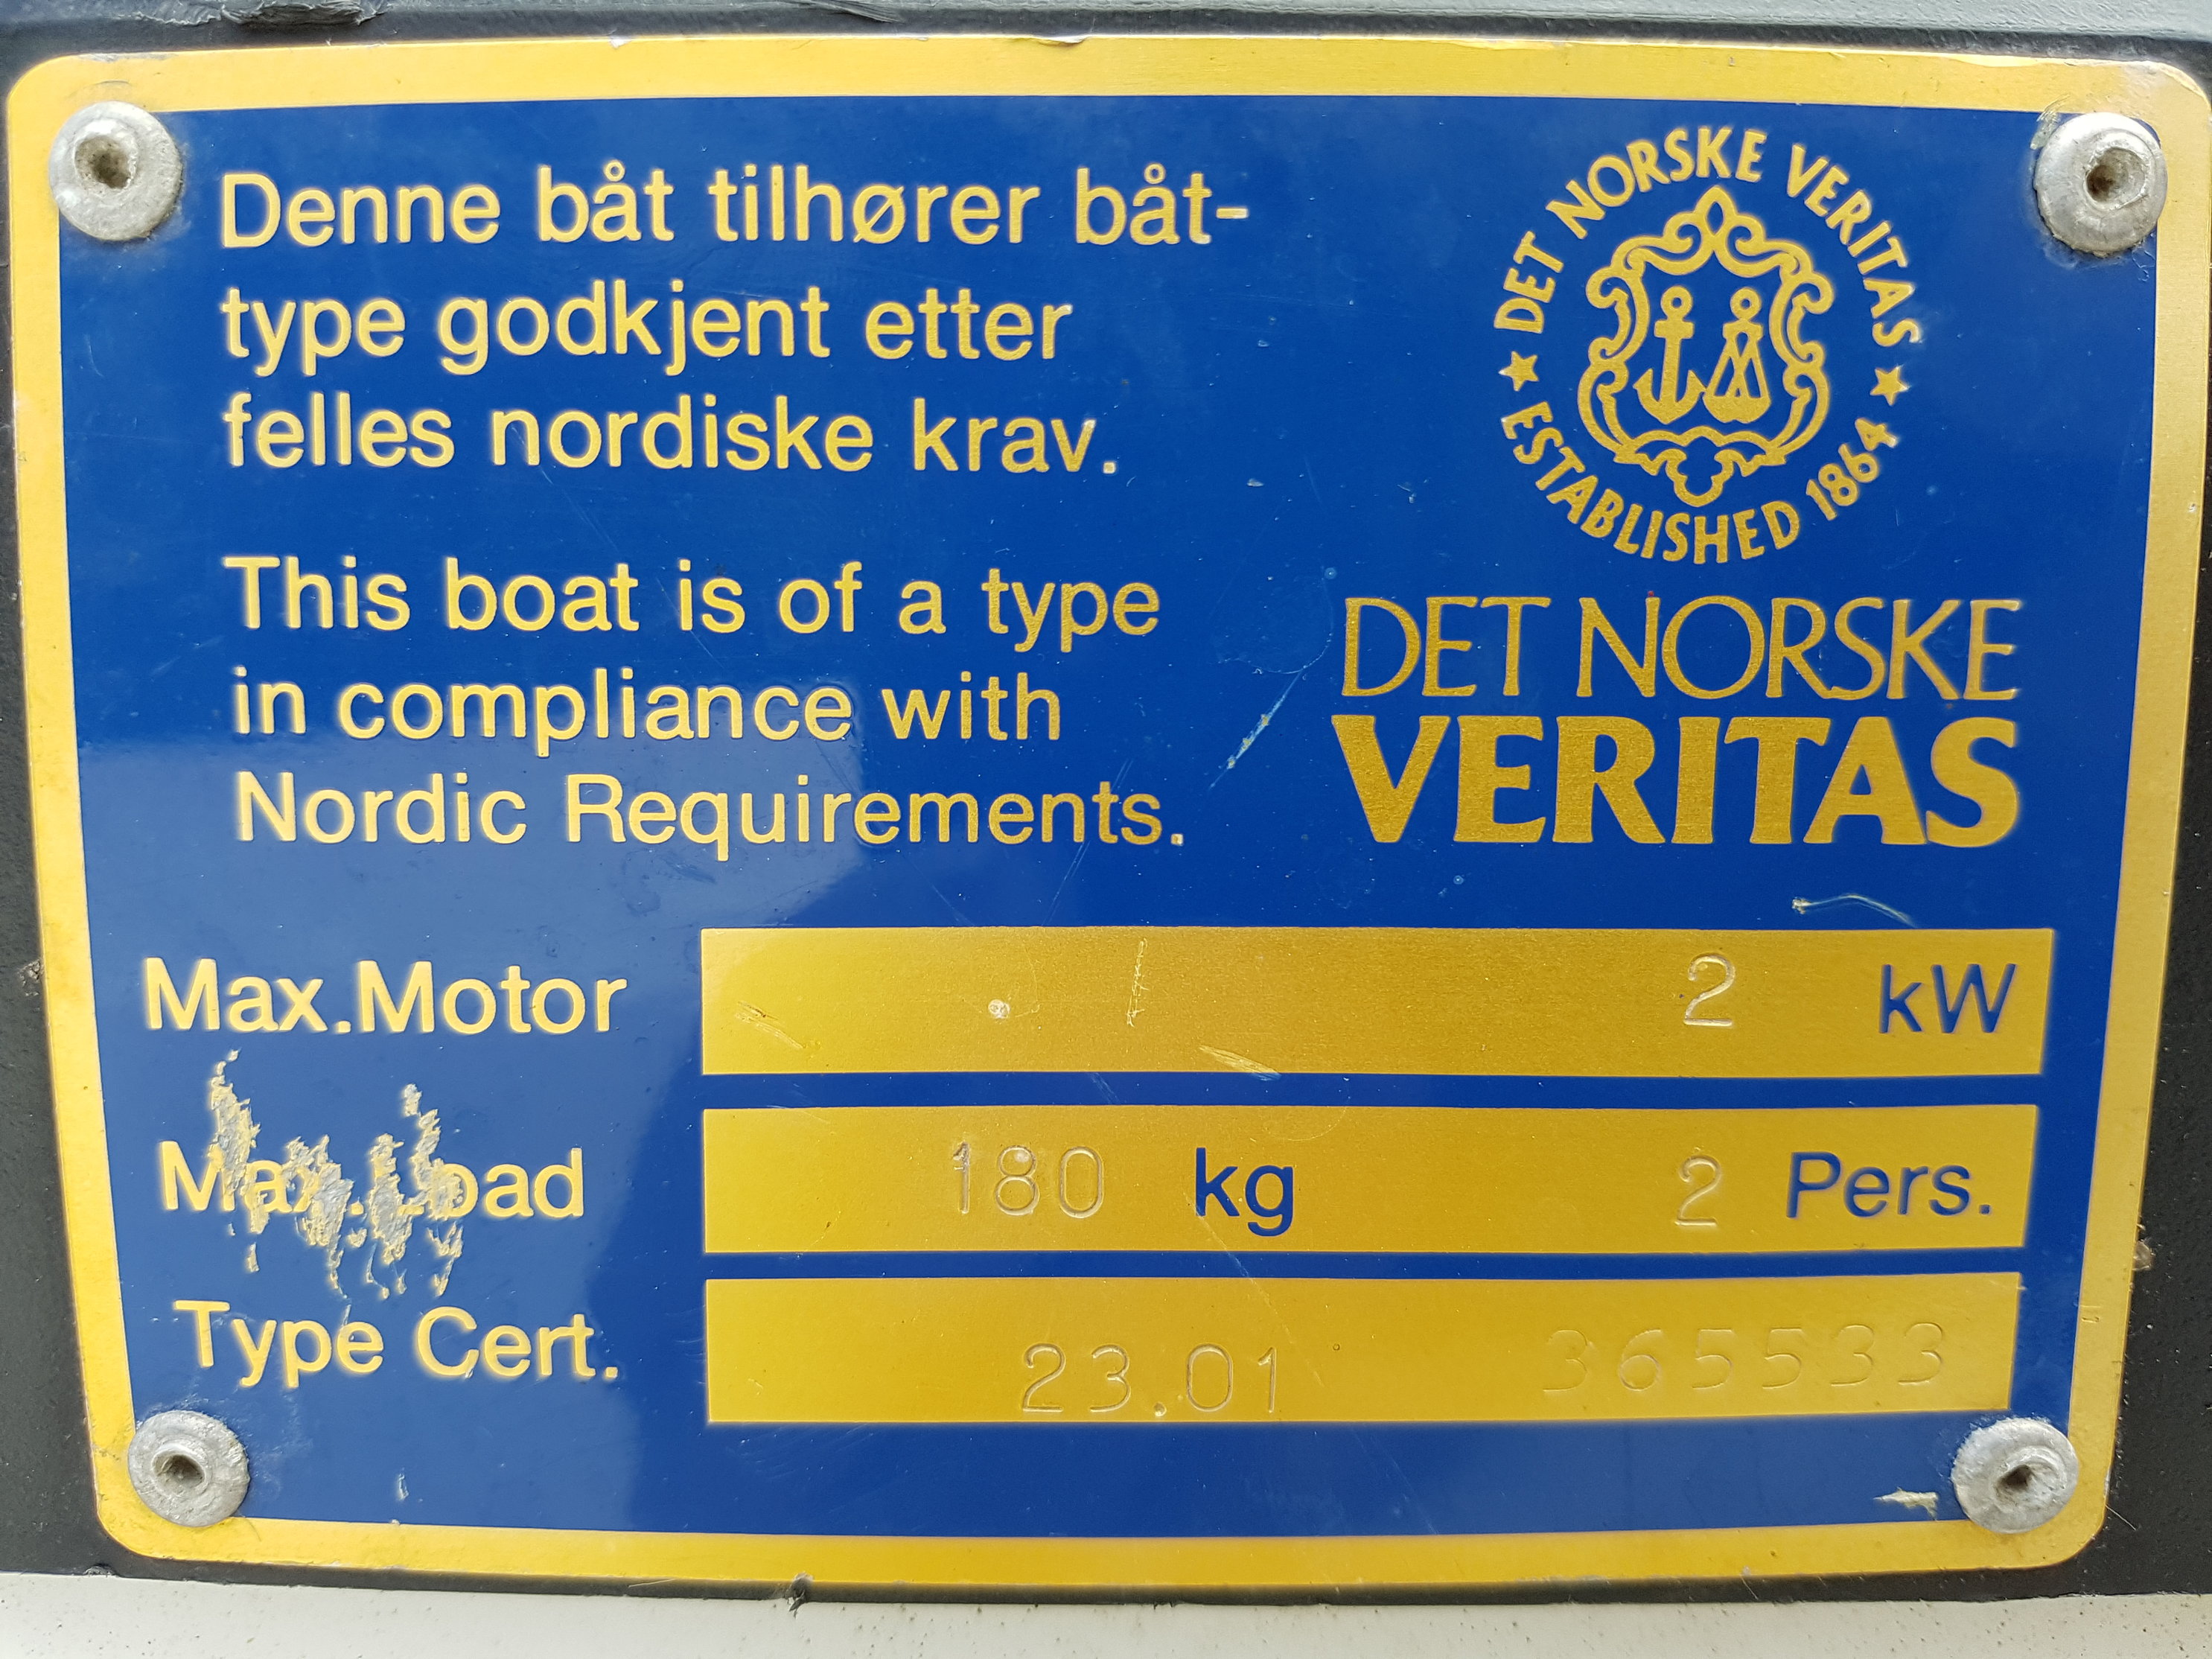 Denne båt tilhører båt-
type godkjent etter
felles nordiske krav.
This boat is of a type
in compliance with
Nordic Requirements.
DET NORSKE VERITAS
ESTABLISHED 1864
DET NORSKE
VERITAS
Max.Motor 2 kW
Max.Load 180 kg 2 Pers.
Type Cert. 23.01 365533